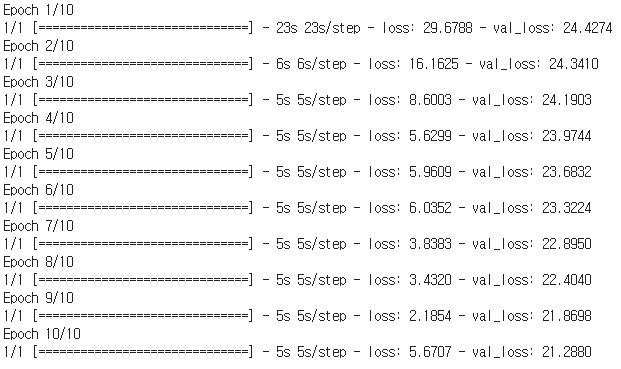 Epoch 1/10
1/1 [==============================] - 23s 23s/step - loss: 29.6788 - val_loss: 24.4274
Epoch 2/10
1/1 [==============================] - 6s 6s/step - loss: 16.1625 - val_loss: 24.3410
Epoch 3/10
1/1 [==============================] - 5s 5s/step - loss: 8.6003 - val_loss: 24.1903
Epoch 4/10
1/1 [==============================] - 5s 5s/step - loss: 5.6299 - val_loss: 23.9744
Epoch 5/10
1/1 [==============================] - 5s 5s/step - loss: 5.9609 - val_loss: 23.6832
Epoch 6/10
1/1 [==============================] - 5s 5s/step - loss: 6.0352 - val_loss: 23.3224
Epoch 7/10
1/1 [==============================] - 5s 5s/step - loss: 3.8383 - val_loss: 22.8950
Epoch 8/10
1/1 [==============================] - 5s 5s/step - loss: 3.4320 - val_loss: 22.4040
Epoch 9/10
1/1 [==============================] - 5s 5s/step - loss: 2.1854 - val_loss: 21.8698
Epoch 10/10
1/1 [==============================] - 5s 5s/step - loss: 5.6707 - val_loss: 21.2880